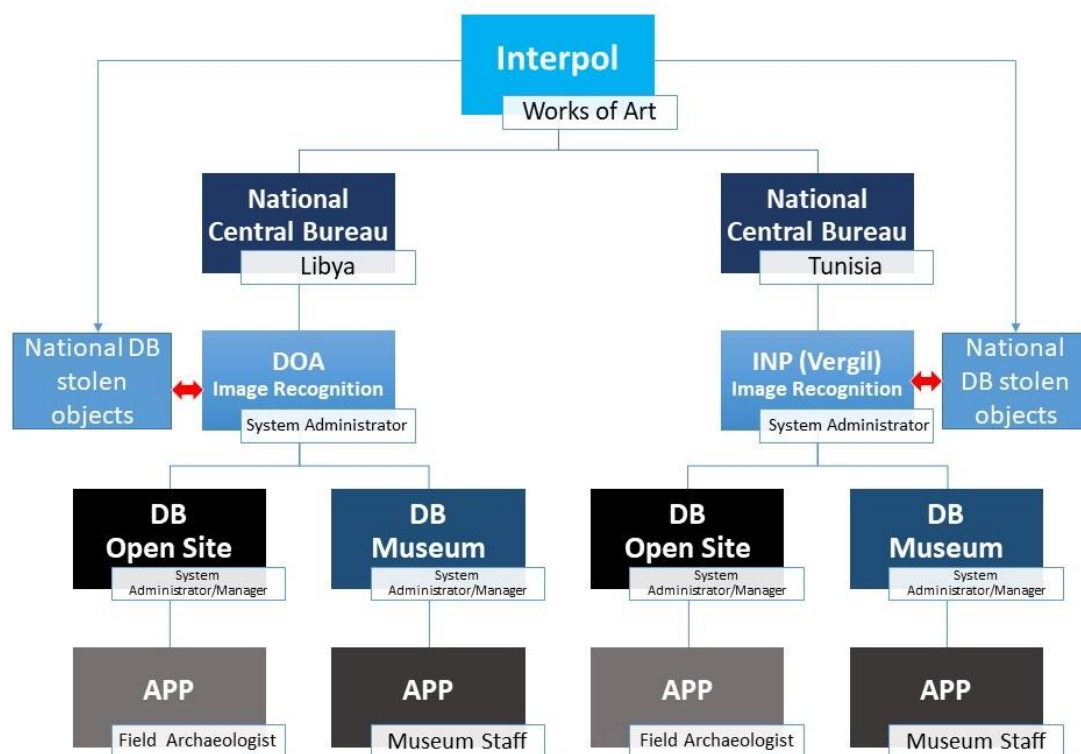 Interpol
Works of Art
National
Central Bureau
Libya
National
Central Bureau
Tunisia
National DB
stolen
objects
DOA
Image Recognition
System Administrator
INP (Vergil)
Image Recognition
System Administrator
National
DB stolen
objects
DB
Open Site
System
Administrator/Manager
DB
Museum
System
Administrator/Manager
DB
Open Site
System
Administrator/Manager
DB
Museum
System
Administrator/Manager
APP
Field Archaeologist
APP
Museum Staff
APP
Field Archaeologist
APP
Museum Staff